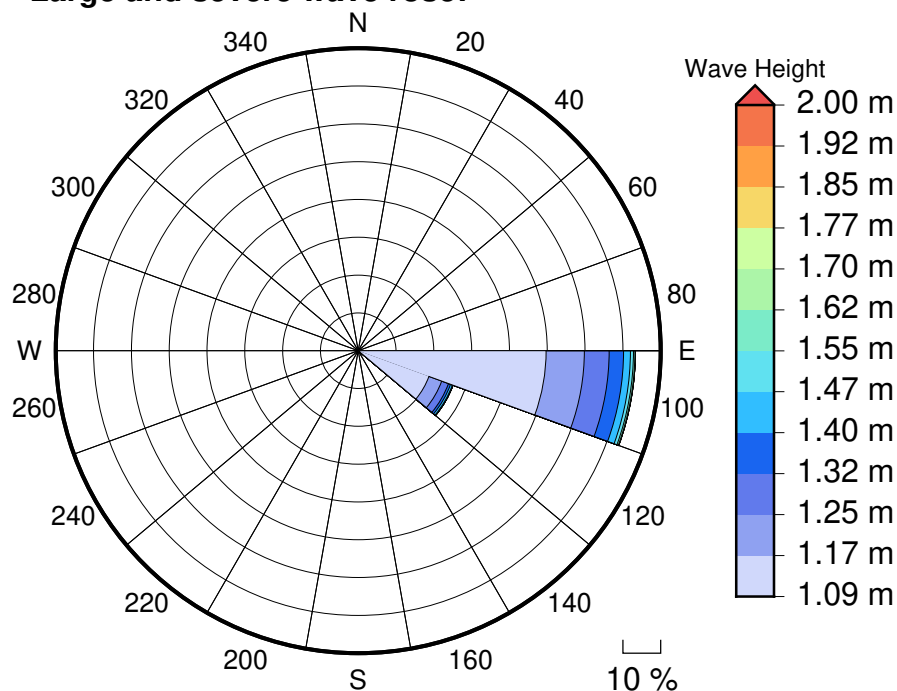 Large and severe wave rose.
N
340
20
320
40
300
60
280
80
W
E
260
100
240
120
220
140
200
160
S
10 %
Wave Height
2.00 m
1.92 m
1.85 m
1.77 m
1.70 m
1.62 m
1.55 m
1.47 m
1.40 m
1.32 m
1.25 m
1.17 m
1.09 m